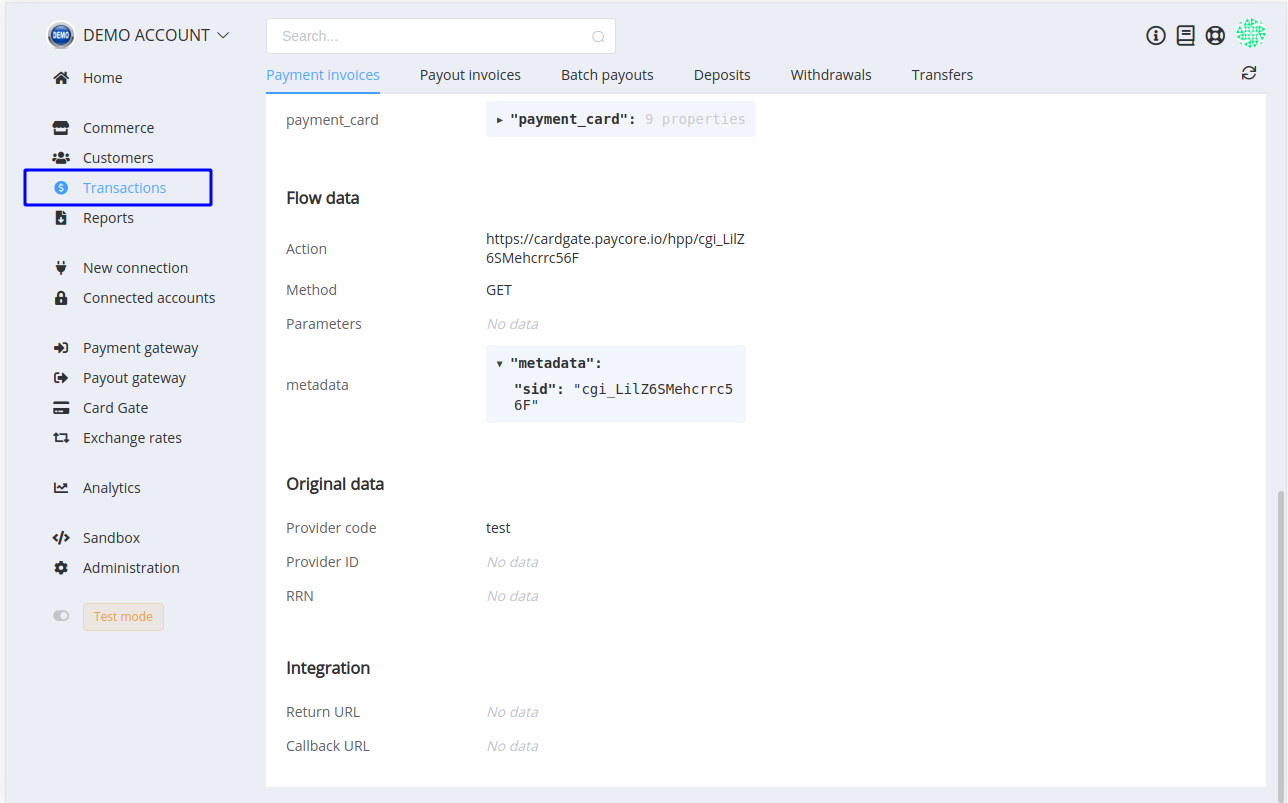 DEMO
DEMO ACCOUNT
Search...
Home
Commerce
Customers
Transactions
Reports
New connection
Connected accounts
Payment gateway
Payout gateway
Card Gate
Exchange rates
Analytics
Sandbox
Administration
Test mode
Payment invoices
Payout invoices
Batch payouts
Deposits
Withdrawals
Transfers
payment_card
"payment_card": 9 properties
Flow data
Action
https://cardgate.paycore.io/hpp/cgi_LilZ
6SMehcrrc56F
Method
GET
Parameters
No data
metadata
"metadata":
"sid": "cgi_LilZ6SMehcrrc5
6F"
Original data
Provider code
test
Provider ID
No data
RRN
No data
Integration
Return URL
No data
Callback URL
No data